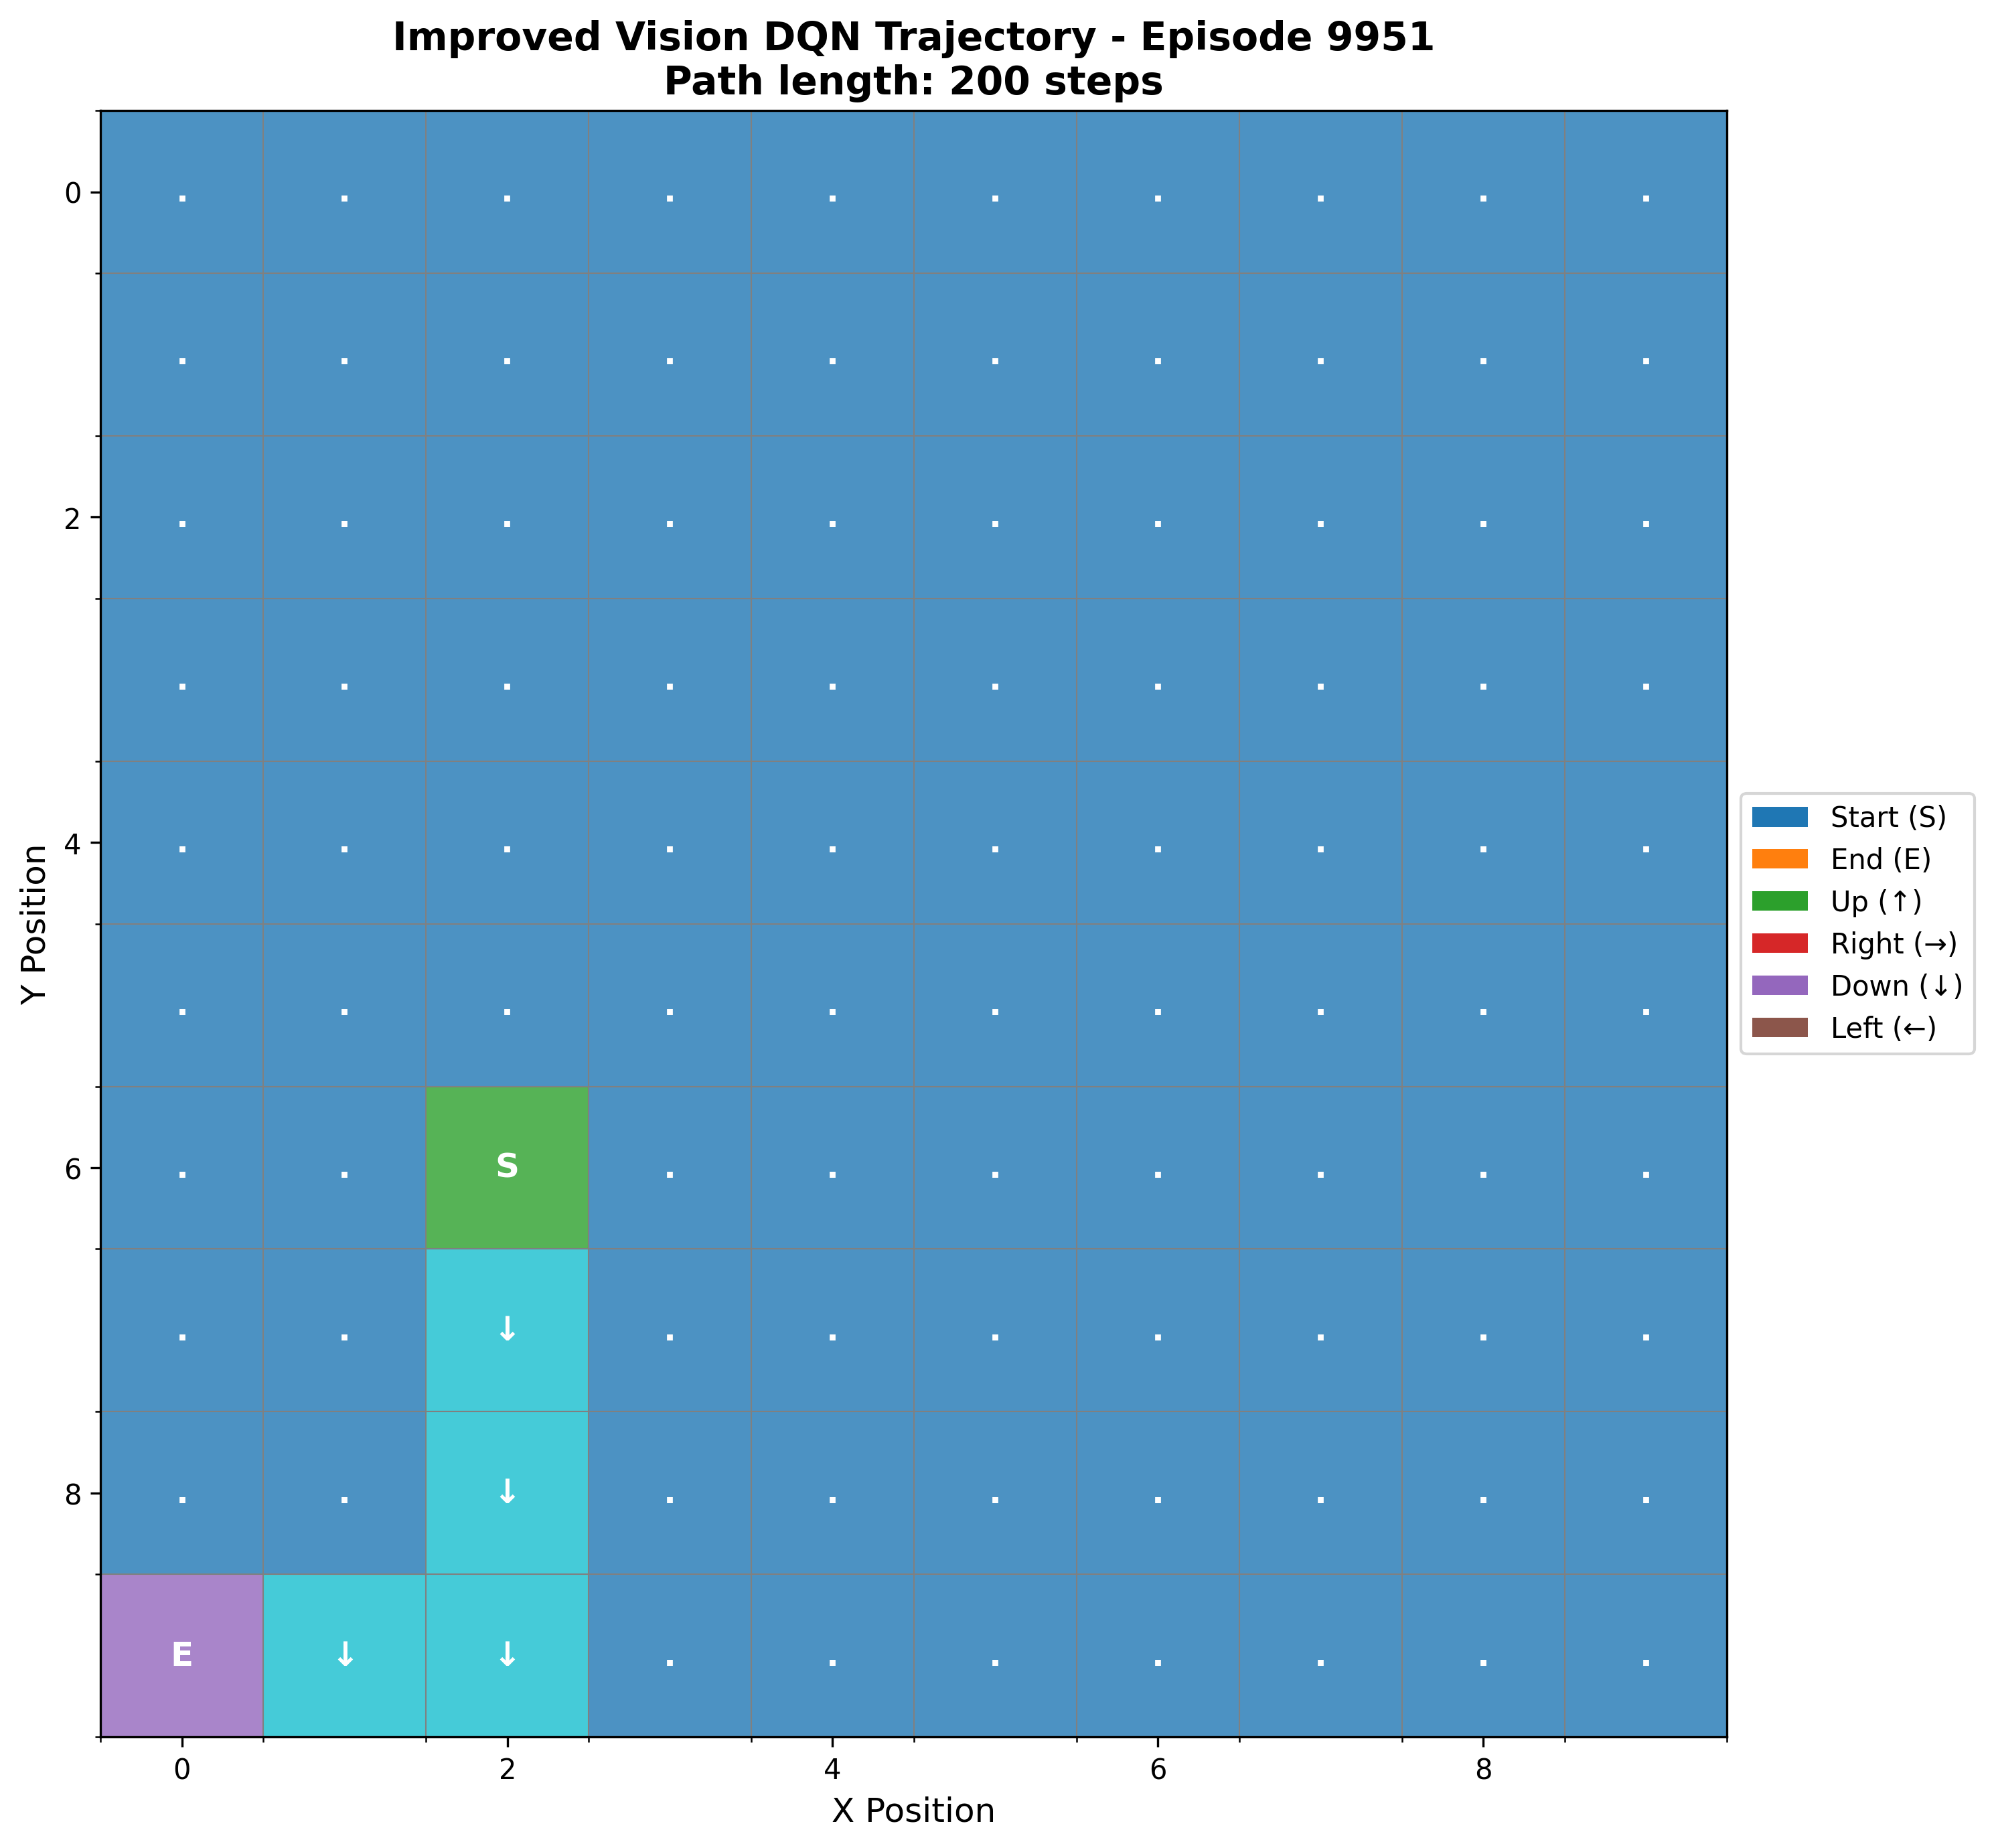 Improved Vision DQN Trajectory - Episode 9951
Path length: 200 steps
Y Position
0
· · · · · · · · · ·
· · · · · · · · · ·
2
· · · · · · · · · ·
· · · · · · · · · ·
4
· · · · · · · · · ·
· · · · · · · · · ·
6
· · S · · · · · · ·
· · ↓ · · · · · · ·
8
· · ↓ · · · · · · ·
E ↓ ↓ · · · · · · ·
0 2 4 6 8
X Position
Start (S)
End (E)
Up (↑)
Right (→)
Down (↓)
Left (←)